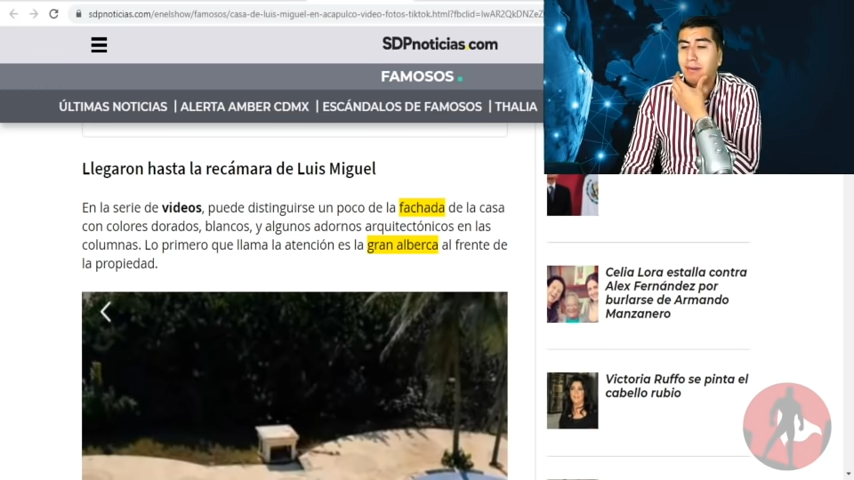 sdpnoticias.com/enelshow/famosos/casa-de-luis-miguel-en-acapulco-video-fotos-tiktok.html?fbclid=IwAR2QkDNZeZ
SDPnoticias.com
FAMOSOS.
ÚLTIMAS NOTICIAS | ALERTA AMBER CDMX | ESCÁNDALOS DE FAMOSOS | THALIA
Llegaron hasta la recámara de Luis Miguel
En la serie de videos, puede distinguirse un poco de la fachada de la casa
con colores dorados, blancos, y algunos adornos arquitectónicos en las
columnas. Lo primero que llama la atención es la gran alberca al frente de
la propiedad.
Celia Lora estalla contra
Alex Fernández por
burlarse de Armando
Manzanero
Victoria Ruffo se pinta el
cabello rubio